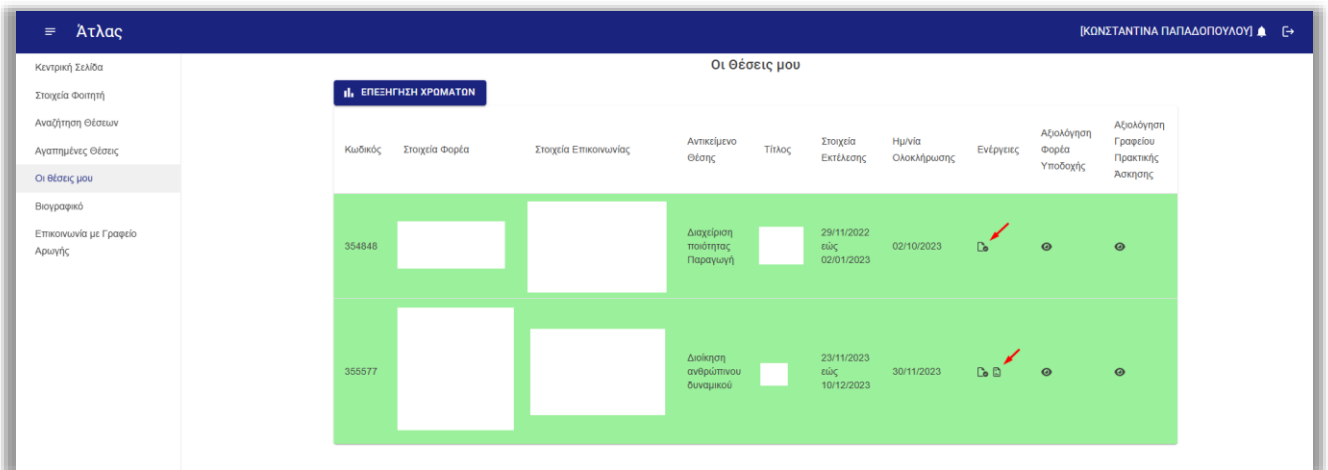 Άτλας
[ΚΩΝΣΤΑΝΤΙΝΑ ΠΑΠΑΔΟΠΟΥΛΟΥ]
Κεντρική Σελίδα
Στοιχεία Φοιτητή
Αναζήτηση Θέσεων
Αγαπημένες Θέσεις
Οι θέσεις μου
Βιογραφικό
Επικοινωνία με Γραφείο
Αρωγής
Οι Θέσεις μου
ΕΠΕΞΗΓΗΣΗ ΧΡΩΜΑΤΩΝ
Κωδικός
Στοιχεία Φορέα
Στοιχεία Επικοινωνίας
Αντικείμενο
Θέσης
Τίτλος
Στοιχεία
Εκτέλεσης
Ημ/νία
Ολοκλήρωσης
Ενέργειες
Αξιολόγηση
Φορέα
Υποδοχής
Αξιολόγηση
Γραφείου
Πρακτικής
Άσκησης
354848
Διαχείριση
ποιότητας
Παραγωγή
29/11/2022
εώς
02/01/2023
02/10/2023
355577
Διοίκηση
ανθρώπινου
δυναμικού
23/11/2023
εώς
10/12/2023
30/11/2023